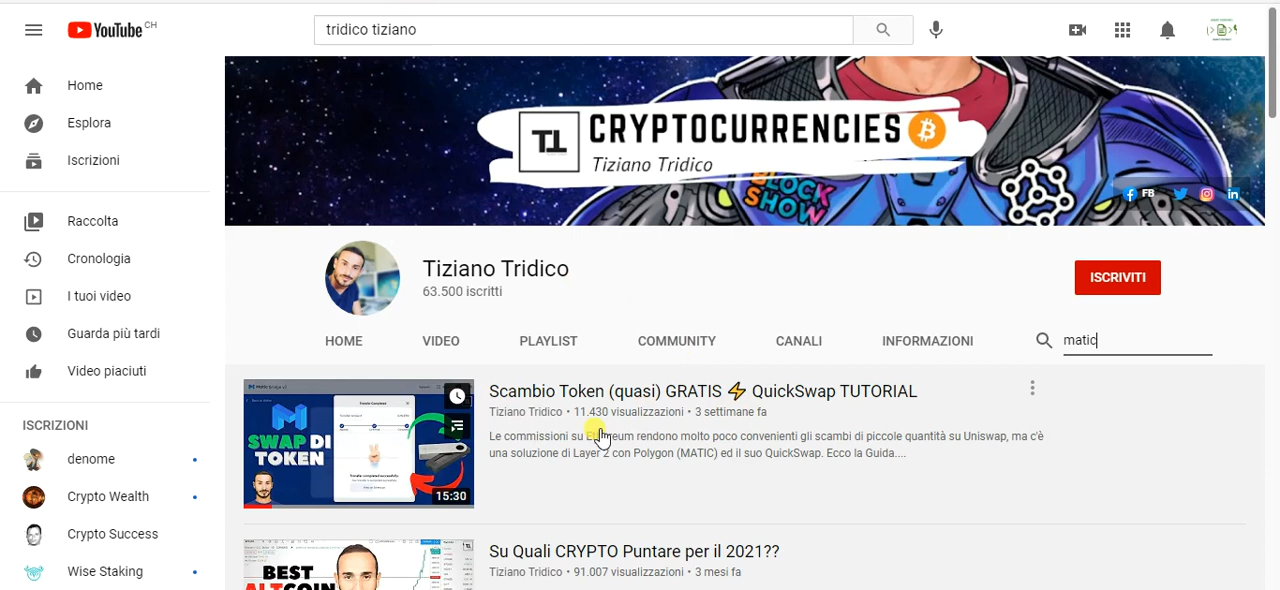 YouTube CH
tridico tiziano
Home
Esplora
Iscrizioni
Raccolta
Cronologia
I tuoi video
Guarda più tardi
Video piaciuti
ISCRIZIONI
denome
Crypto Wealth
Crypto Success
Wise Staking
CRYPTOCURRENCIES
Tiziano Tridico
BLOCK
SHOW
FB
Tiziano Tridico
63.500 iscritti
ISCRIVITI
HOME
VIDEO
PLAYLIST
COMMUNITY
CANALI
INFORMAZIONI
matic
SWAP DI
TOKEN
15:30
Scambio Token (quasi) GRATIS ⚡ QuickSwap TUTORIAL
Tiziano Tridico • 11.430 visualizzazioni • 3 settimane fa
Le commissioni su Ethereum rendono molto poco convenienti gli scambi di piccole quantità su Uniswap, ma c'è
una soluzione di Layer 2 con Polygon (MATIC) ed il suo QuickSwap. Ecco la Guida....
BEST
ALTCOIN
Su Quali CRYPTO Puntare per il 2021??
Tiziano Tridico • 91.007 visualizzazioni • 3 mesi fa